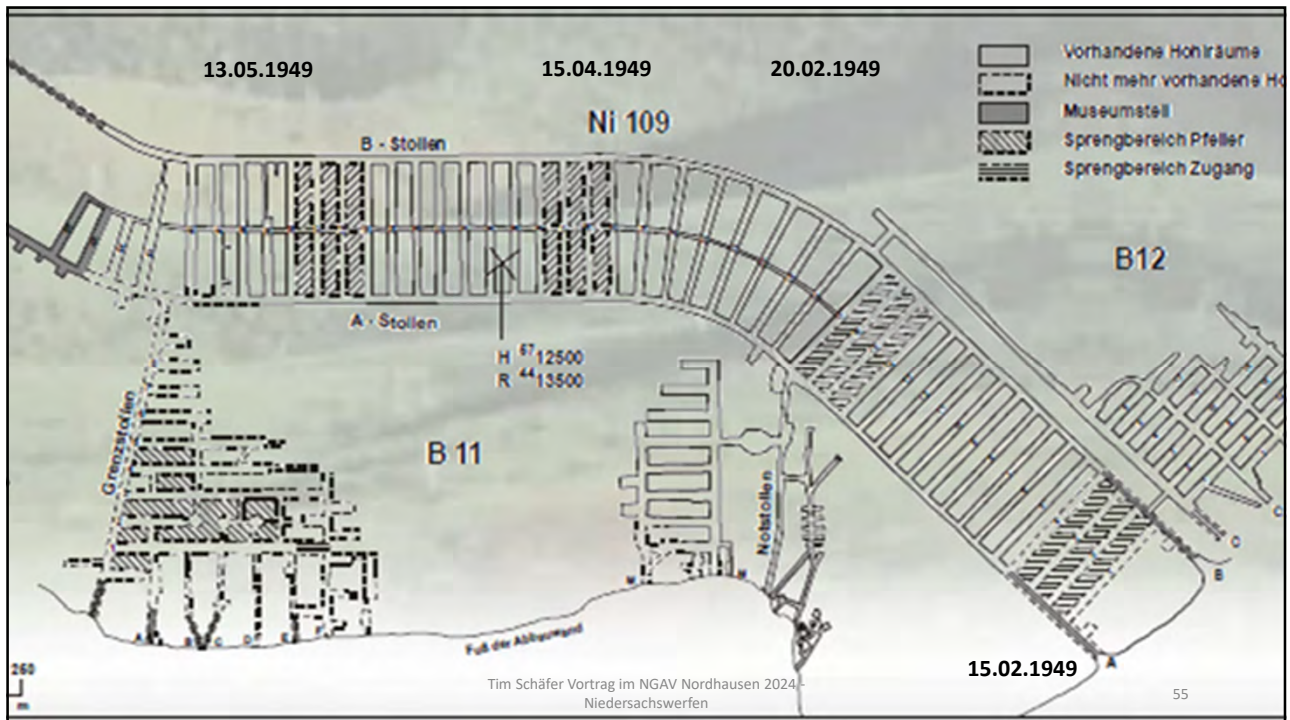 13.05.1949
15.04.1949
20.02.1949
Vorhandene Hohlräume
Nicht mehr vorhandene Ho
Museumsteil
Sprengbereich Pfeiler
Sprengbereich Zugang
Ni 109
B - Stollen
B12
A - Stollen
H 67 12500
R 44 13500
Grenzstollen
B 11
Notstollen
C
C
B
A
A
B
C
D
E
F
Fuß der Abbauwand
15.02.1949
250
m
Tim Schäfer Vortrag im NGAV Nordhausen 2024 -
Niedersachswerfen
55